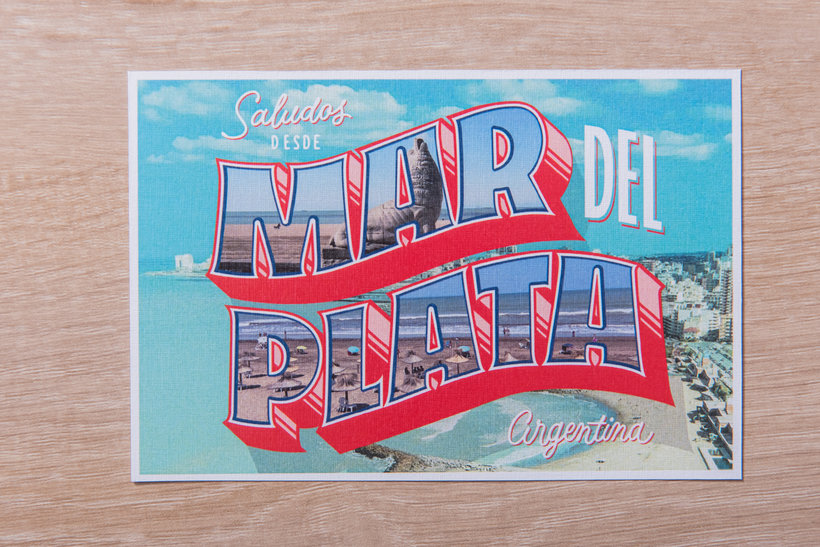 Saludos
DESDE
MAR DEL
PLATA
Argentina